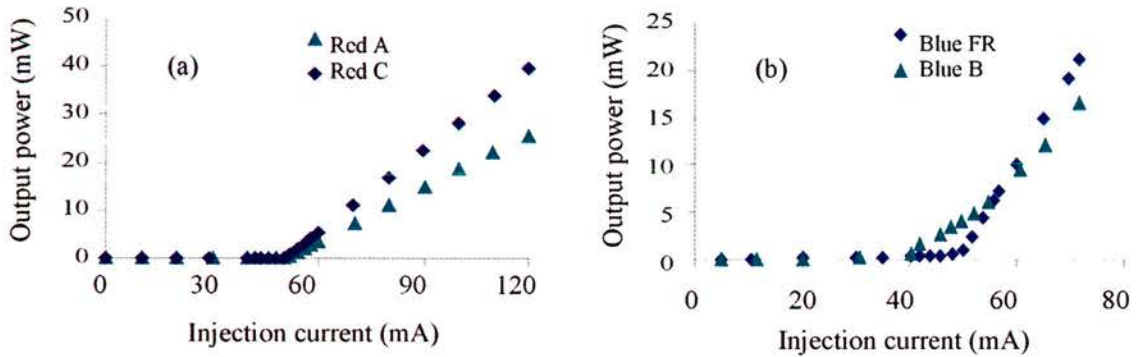 50
40
30
20
10
0
0 30 60 90 120
Output power (mW)
Injection current (mA)
(a)
Red A
Red C
25
20
15
10
5
0
0 20 40 60 80
Output power (mW)
Injection current (mA)
(b)
Blue FR
Blue B